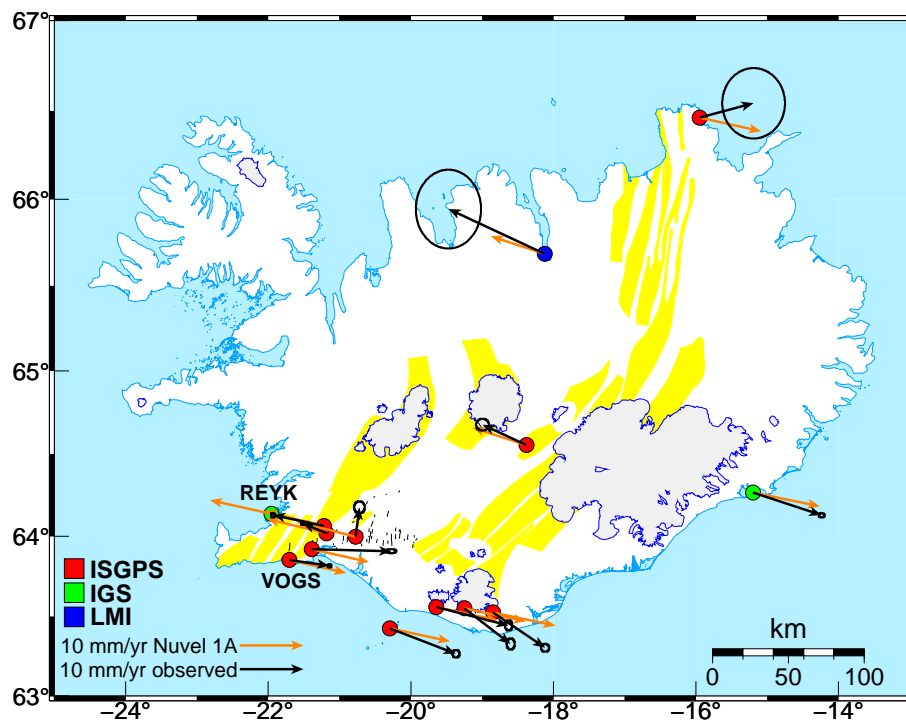 67°
66°
65°
64°
63°
REYK
VOGS
ISGPS
IGS
LMI
10 mm/yr Nuvel 1A
10 mm/yr observed
km
0 50 100
−24° −22° −20° −18° −16° −14°